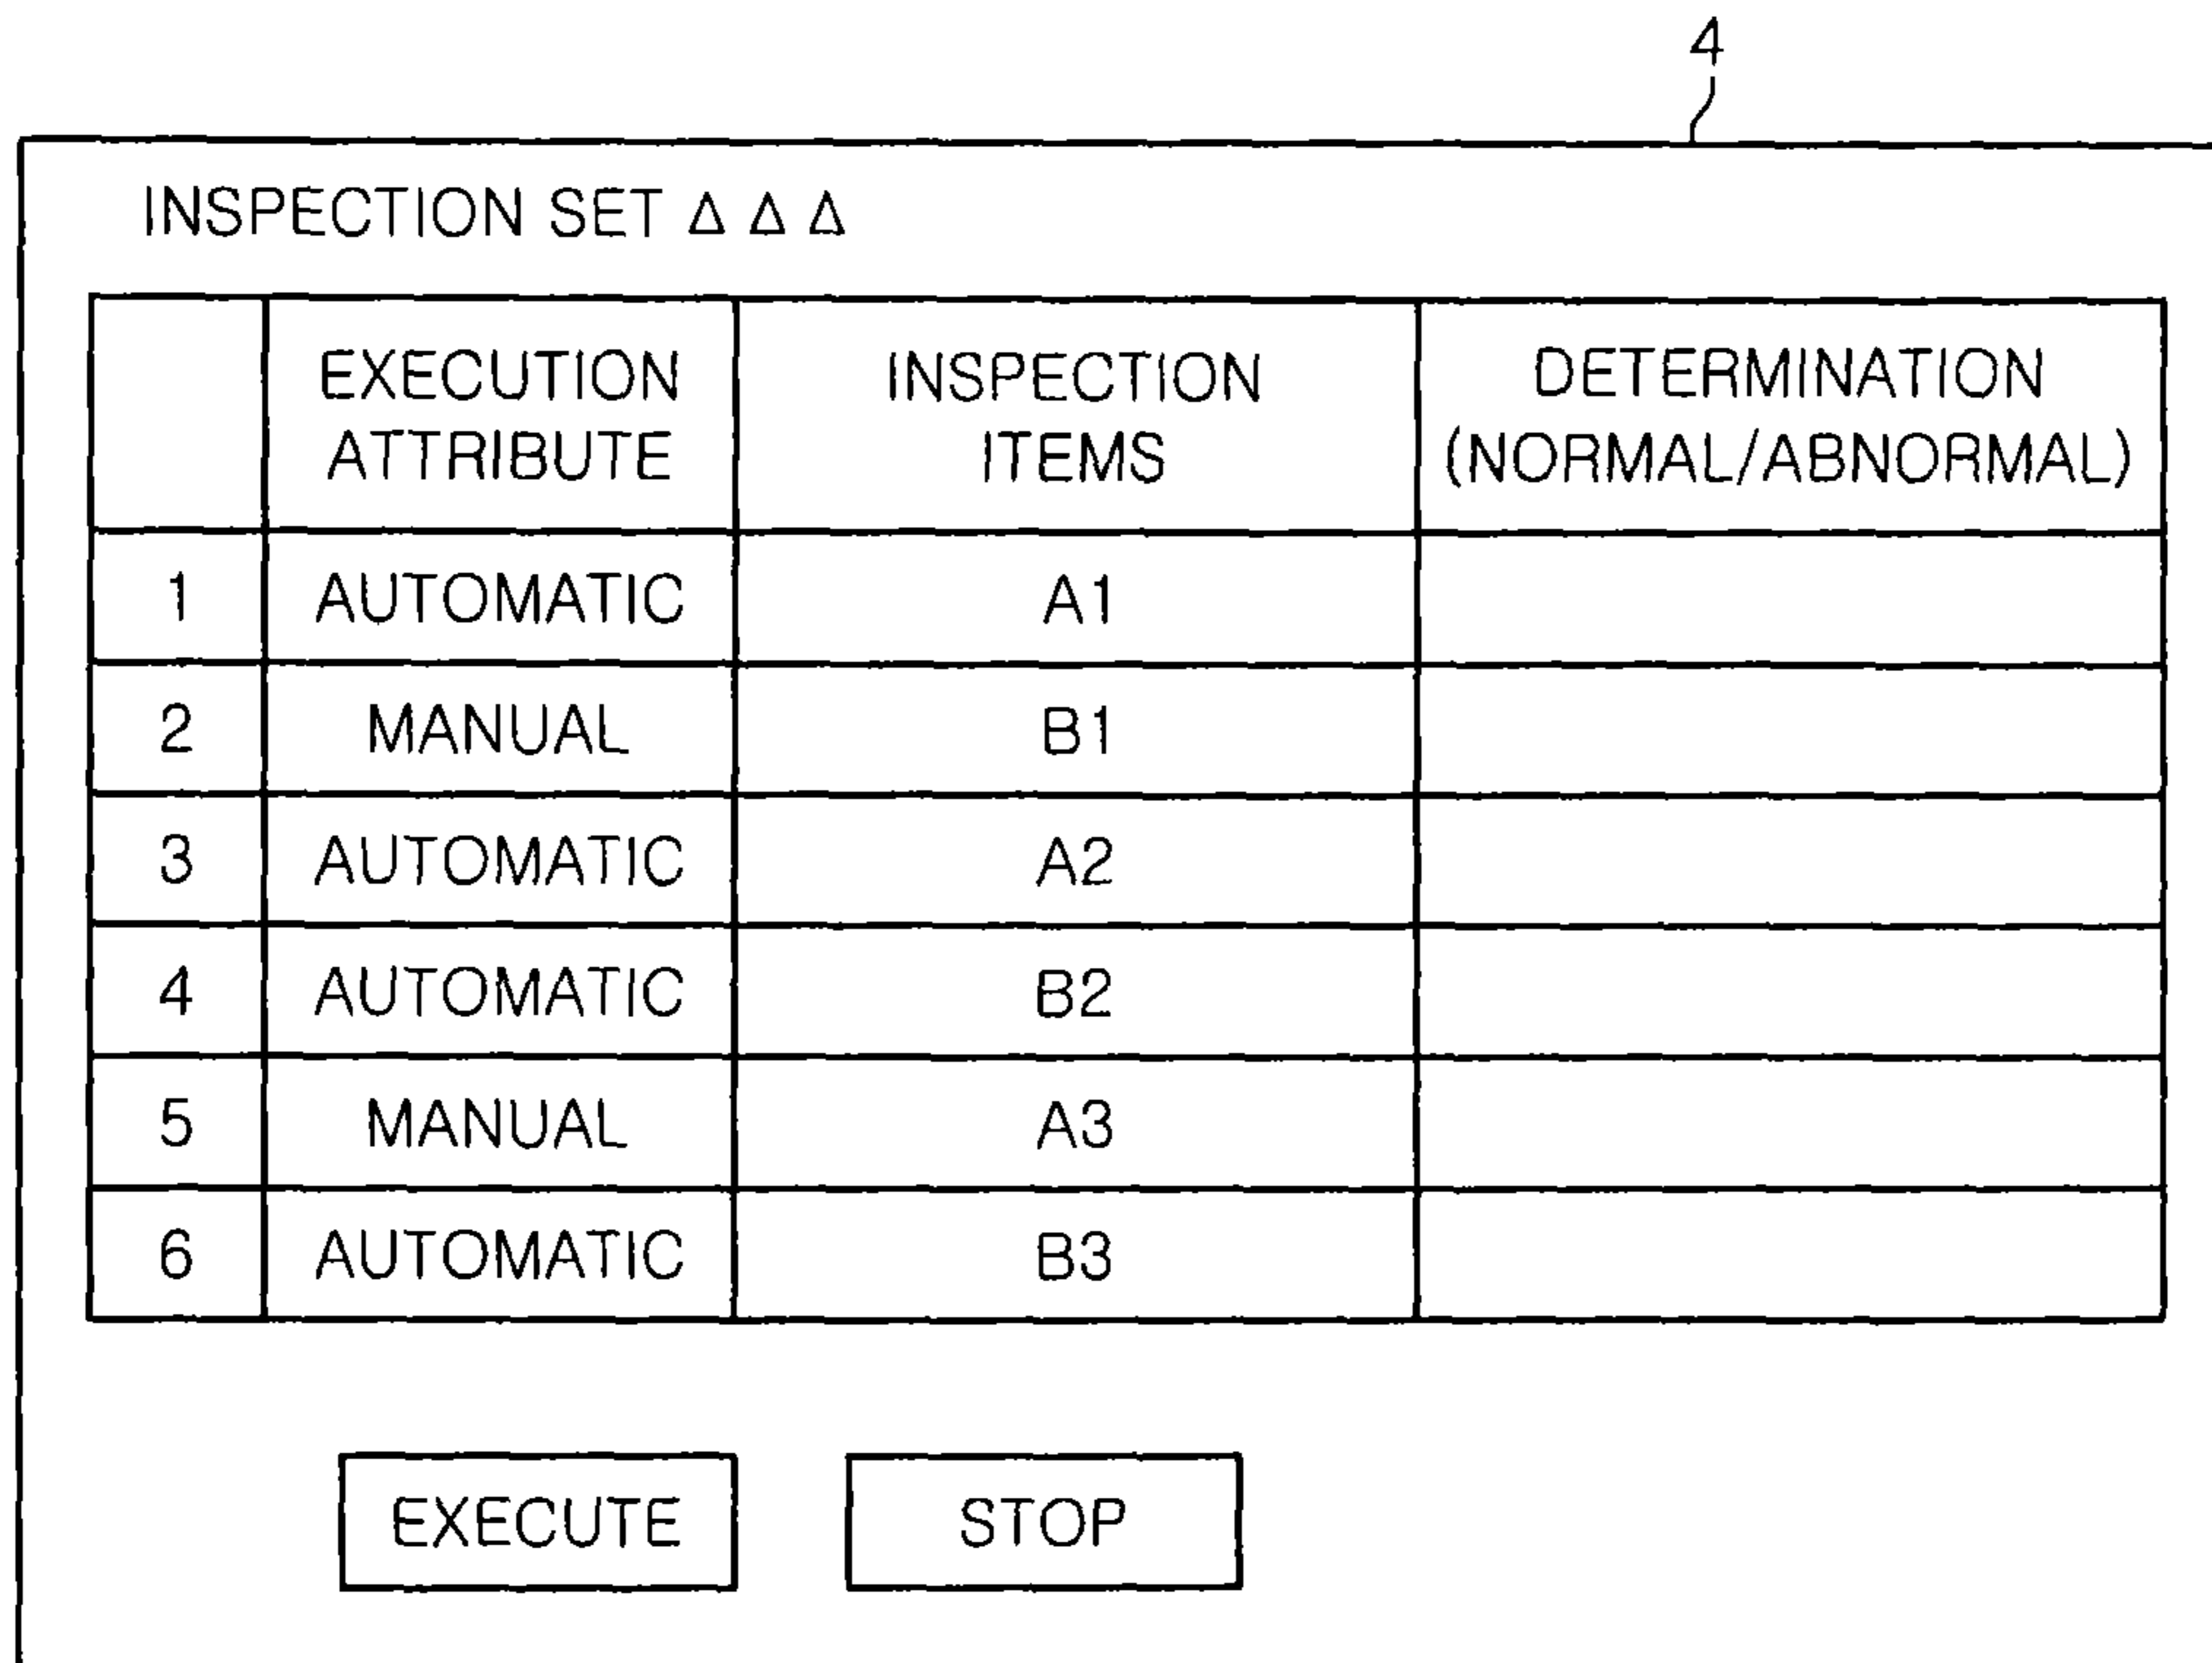 4
INSPECTION SET Δ Δ Δ
EXECUTION ATTRIBUTE INSPECTION ITEMS DETERMINATION (NORMAL/ABNORMAL)
1 AUTOMATIC A1
2 MANUAL B1
3 AUTOMATIC A2
4 AUTOMATIC B2
5 MANUAL A3
6 AUTOMATIC B3
EXECUTE STOP